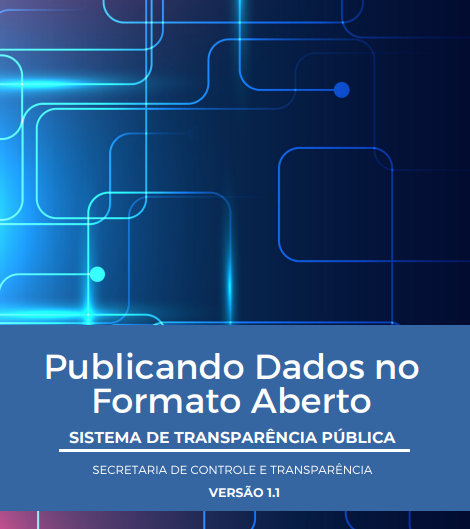 Publicando Dados no
Formato Aberto
SISTEMA DE TRANSPARÊNCIA PÚBLICA
SECRETARIA DE CONTROLE E TRANSPARÊNCIA
VERSÃO 1.1